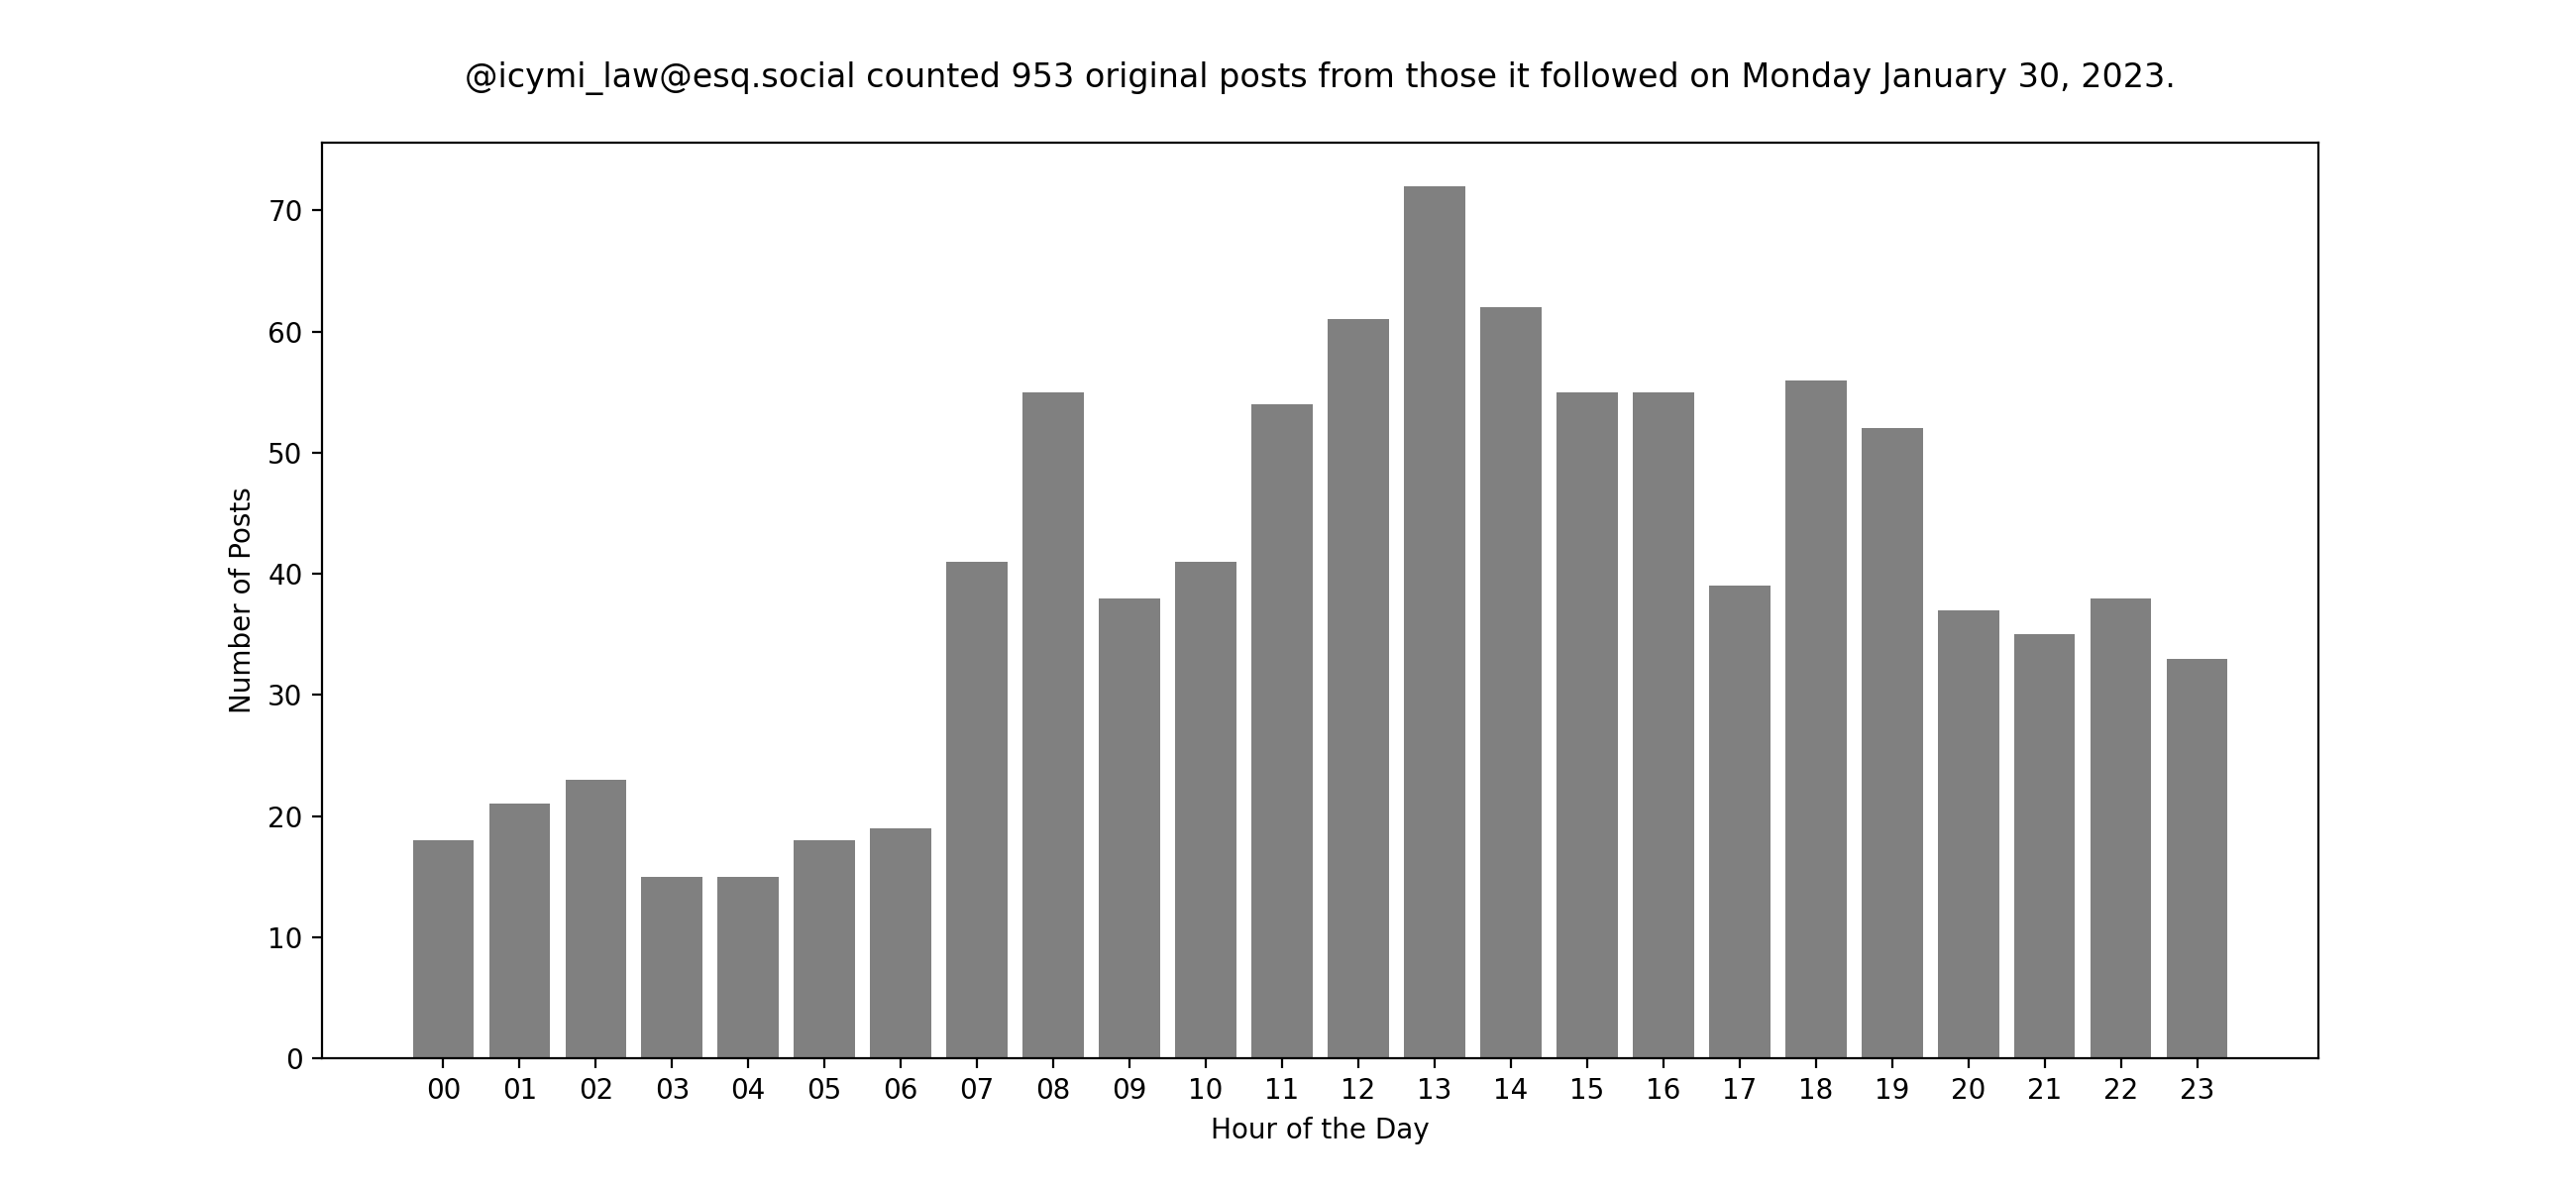 @icymi_law@esq.social counted 953 original posts from those it followed on Monday January 30, 2023.
70
60
50
40
30
20
10
0
Number of Posts
00 01 02 03 04 05 06 07 08 09 10 11 12 13 14 15 16 17 18 19 20 21 22 23
Hour of the Day